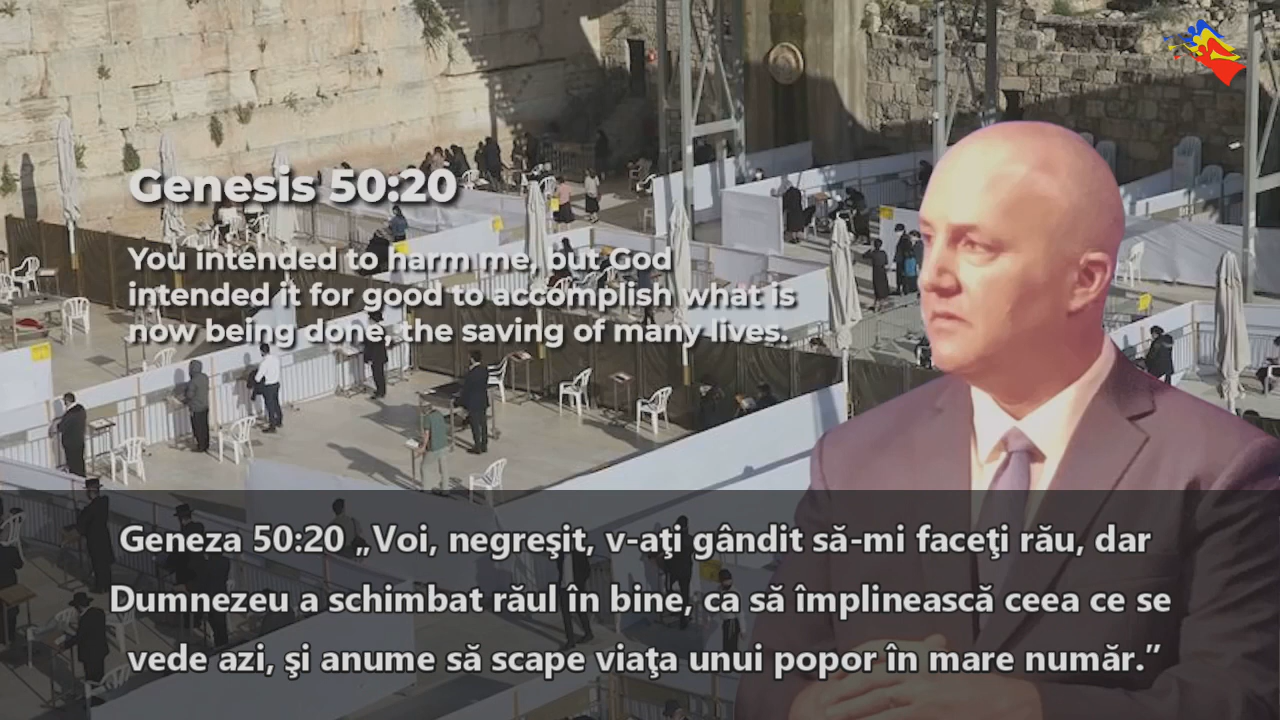 Genesis 50:20
You intended to harm me, but God
intended it for good to accomplish what is
now being done, the saving of many lives.
Geneza 50:20 „Voi, negreşit, v-aţi gândit să-mi faceţi rău, dar
Dumnezeu a schimbat răul în bine, ca să împlinească ceea ce se
vede azi, şi anume să scape viaţa unui popor în mare număr.”